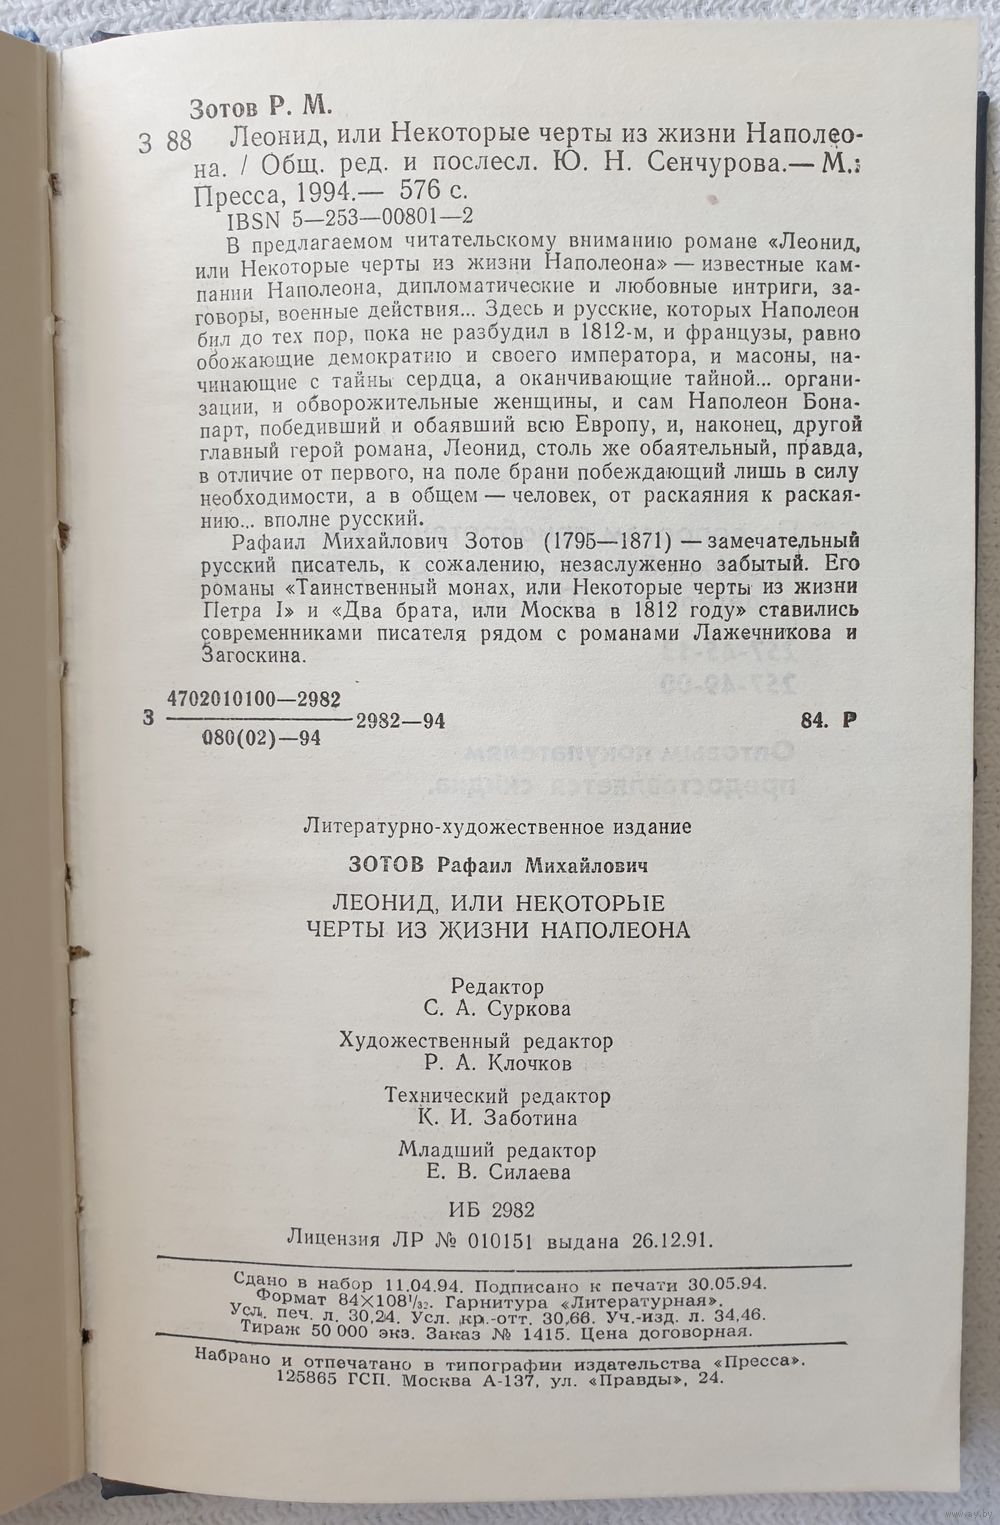 Зотов Р. М.
З 88 Леонид, или Некоторые черты из жизни Наполео-
на. / Общ. ред. и послесл. Ю. Н. Сенчурова.— М.:
Пресса, 1994.— 576 с.
IBSN 5—253—00801—2
В предлагаемом читательскому вниманию романе «Леонид,
или Некоторые черты из жизни Наполеона» — известные кам-
пании Наполеона, дипломатические и любовные интриги, за-
говоры, военные действия... Здесь и русские, которых Наполеон
бил до тех пор, пока не разбудил в 1812-м, и французы, равно
обожающие демократию и своего императора, и масоны, на-
чинающие с тайны сердца, а оканчивающие тайной... органи-
зации, и обворожительные женщины, и сам Наполеон Бона-
парт, победивший и обаявший всю Европу, и, наконец, другой
главный герой романа, Леонид, столь же обаятельный, правда,
в отличие от первого, на поле брани побеждающий лишь в силу
необходимости, а в общем — человек, от раскаяния к раская-
нию... вполне русский.
Рафаил Михайлович Зотов (1795—1871) — замечательный
русский писатель, к сожалению, незаслуженно забытый. Его
романы «Таинственный монах, или Некоторые черты из жизни
Петра I» и «Два брата, или Москва в 1812 году» ставились
современниками писателя рядом с романами Лажечникова и
Загоскина.
4702010100—2982
З 2982—94 84. Р
080(02)—94
257-49-00
Оптовым покупателям
предоставляется скидка.
Литературно-художественное издание
ЗОТОВ Рафаил Михайлович
ЛЕОНИД, ИЛИ НЕКОТОРЫЕ
ЧЕРТЫ ИЗ ЖИЗНИ НАПОЛЕОНА
Редактор
С. А. Суркова
Художественный редактор
Р. А. Клочков
Технический редактор
К. И. Заботина
Младший редактор
Е. В. Силаева
ИБ 2982
Лицензия ЛР № 010151 выдана 26.12.91.
Сдано в набор 11.04.94. Подписано к печати 30.05.94.
Формат 84×108¹/₃₂. Гарнитура «Литературная».
Усл. печ. л. 30,24. Усл. кр.-отт. 30,66. Уч.-изд. л. 34,46.
Тираж 50 000 экз. Заказ № 1415. Цена договорная.
Набрано и отпечатано в типографии издательства «Пресса».
125865 ГСП. Москва А-137, ул. «Правды», 24.
www.ay.by